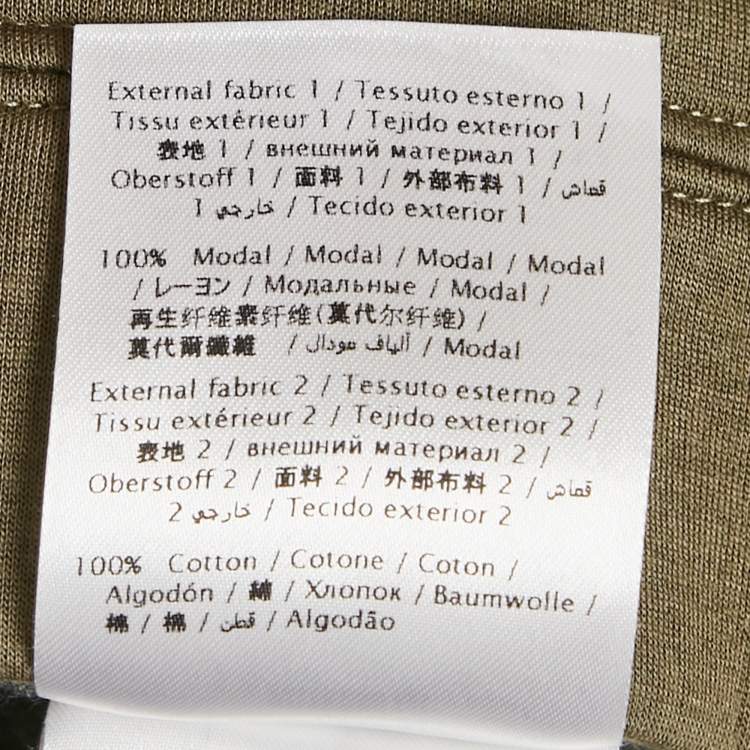 External fabric 1 / Tessuto esterno 1 /
Tissu extérieur 1 / Tejido exterior 1 /
表地 1 / внешний материал 1 /
Oberstoff 1 / 面料 1 / 外部布料 1 / قماش
خارجي 1 / Tecido exterior 1
100% Modal / Modal / Modal / Modal
/ レーヨン / Модальные / Modal /
再生纤维素纤维(莫代尔纤维) /
莫代爾纖維 / ألياف مودال / Modal
External fabric 2 / Tessuto esterno 2 /
Tissu extérieur 2 / Tejido exterior 2 /
表地 2 / внешний материал 2 /
Oberstoff 2 / 面料 2 / 外部布料 2 / قماش
خارجي 2 / Tecido exterior 2
100% Cotton / Cotone / Coton /
Algodón / 綿 / Хлопок / Baumwolle /
棉 / 棉 / قطن / Algodão